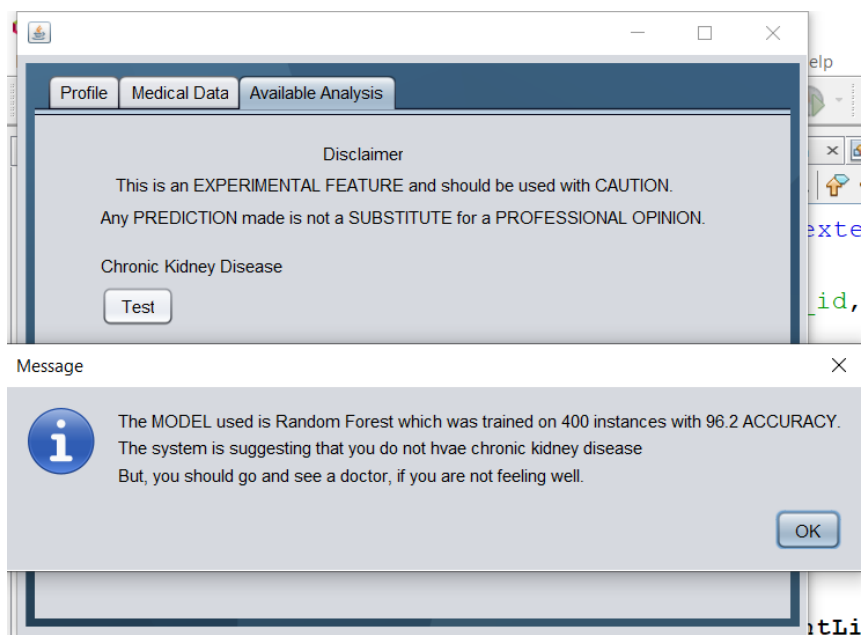 elp
Profile Medical Data Available Analysis
Disclaimer
This is an EXPERIMENTAL FEATURE and should be used with CAUTION.
Any PREDICTION made is not a SUBSTITUTE for a PROFESSIONAL OPINION.
exte
Chronic Kidney Disease
Test
_id,
Message
The MODEL used is Random Forest which was trained on 400 instances with 96.2 ACCURACY.
The system is suggesting that you do not hvae chronic kidney disease
But, you should go and see a doctor, if you are not feeling well.
OK
ntLi